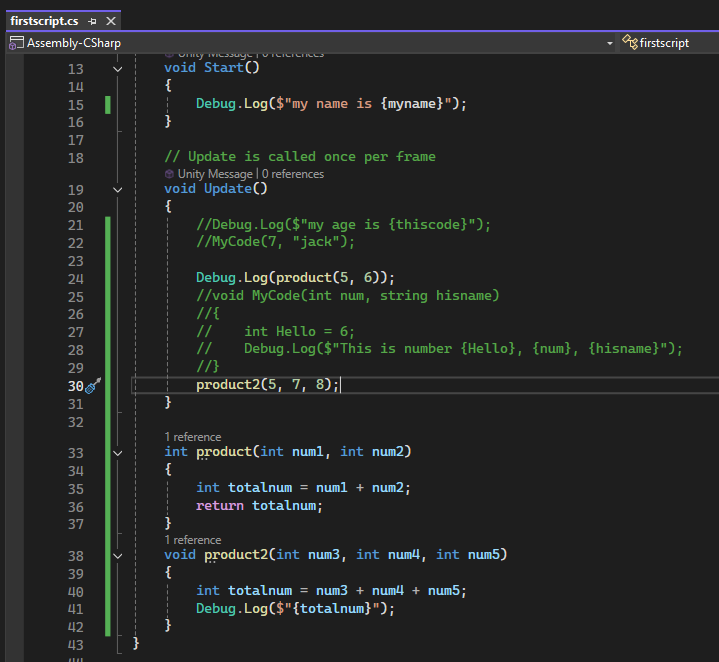 firstscript.cs
Assembly-CSharp
firstscript
Unity Message | 0 references
13 void Start()
14 {
15 Debug.Log($"my name is {myname}");
16 }
17
18 // Update is called once per frame
Unity Message | 0 references
19 void Update()
20 {
21 //Debug.Log($"my age is {thiscode}");
22 //MyCode(7, "jack");
23
24 Debug.Log(product(5, 6));
25 //void MyCode(int num, string hisname)
26 //{
27 //    int Hello = 6;
28 //    Debug.Log($"This is number {Hello}, {num}, {hisname}");
29 //}
30 product2(5, 7, 8);
31 }
32
1 reference
33 int product(int num1, int num2)
34 {
35 int totalnum = num1 + num2;
36 return totalnum;
37 }
1 reference
38 void product2(int num3, int num4, int num5)
39 {
40 int totalnum = num3 + num4 + num5;
41 Debug.Log($"{totalnum}");
42 }
43 }